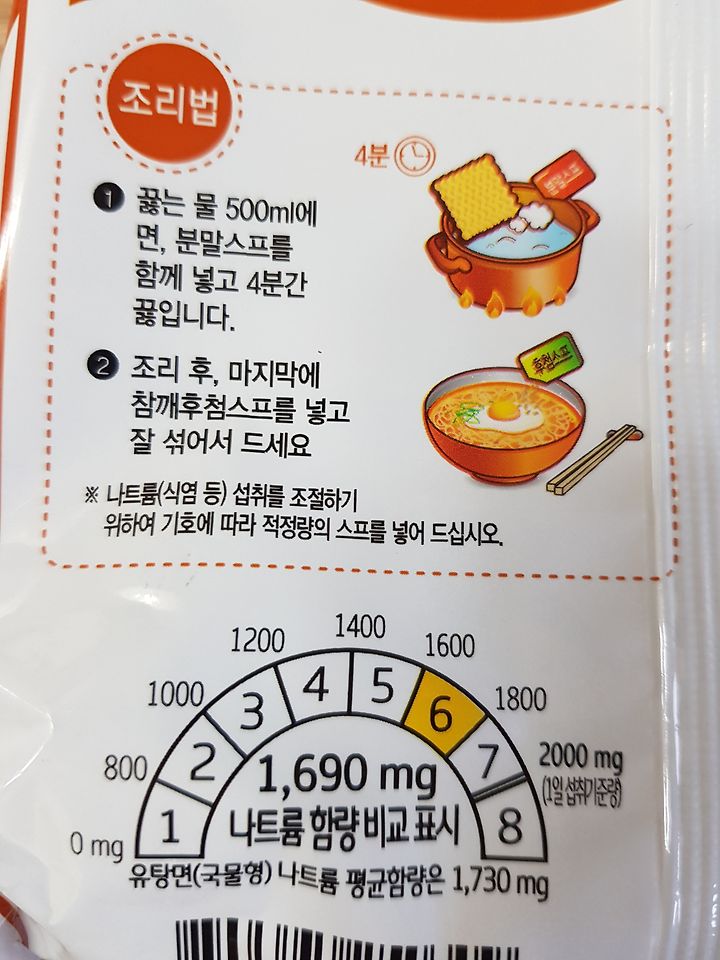 조리법
4분
1 끓는 물 500ml에
면, 분말스프를
함께 넣고 4분간
끓입니다.
분말스프
2 조리 후, 마지막에
참깨후첨스프를 넣고
잘 섞어서 드세요
후첨스프
※ 나트륨(식염 등) 섭취를 조절하기
위하여 기호에 따라 적정량의 스프를 넣어 드십시오.
0 mg
800
1000
1200
1400
1600
1800
2000 mg
(1일 섭취기준량)
1
2
3
4
5
6
7
8
1,690 mg
나트륨 함량 비교 표시
유탕면(국물형) 나트륨 평균함량은 1,730 mg